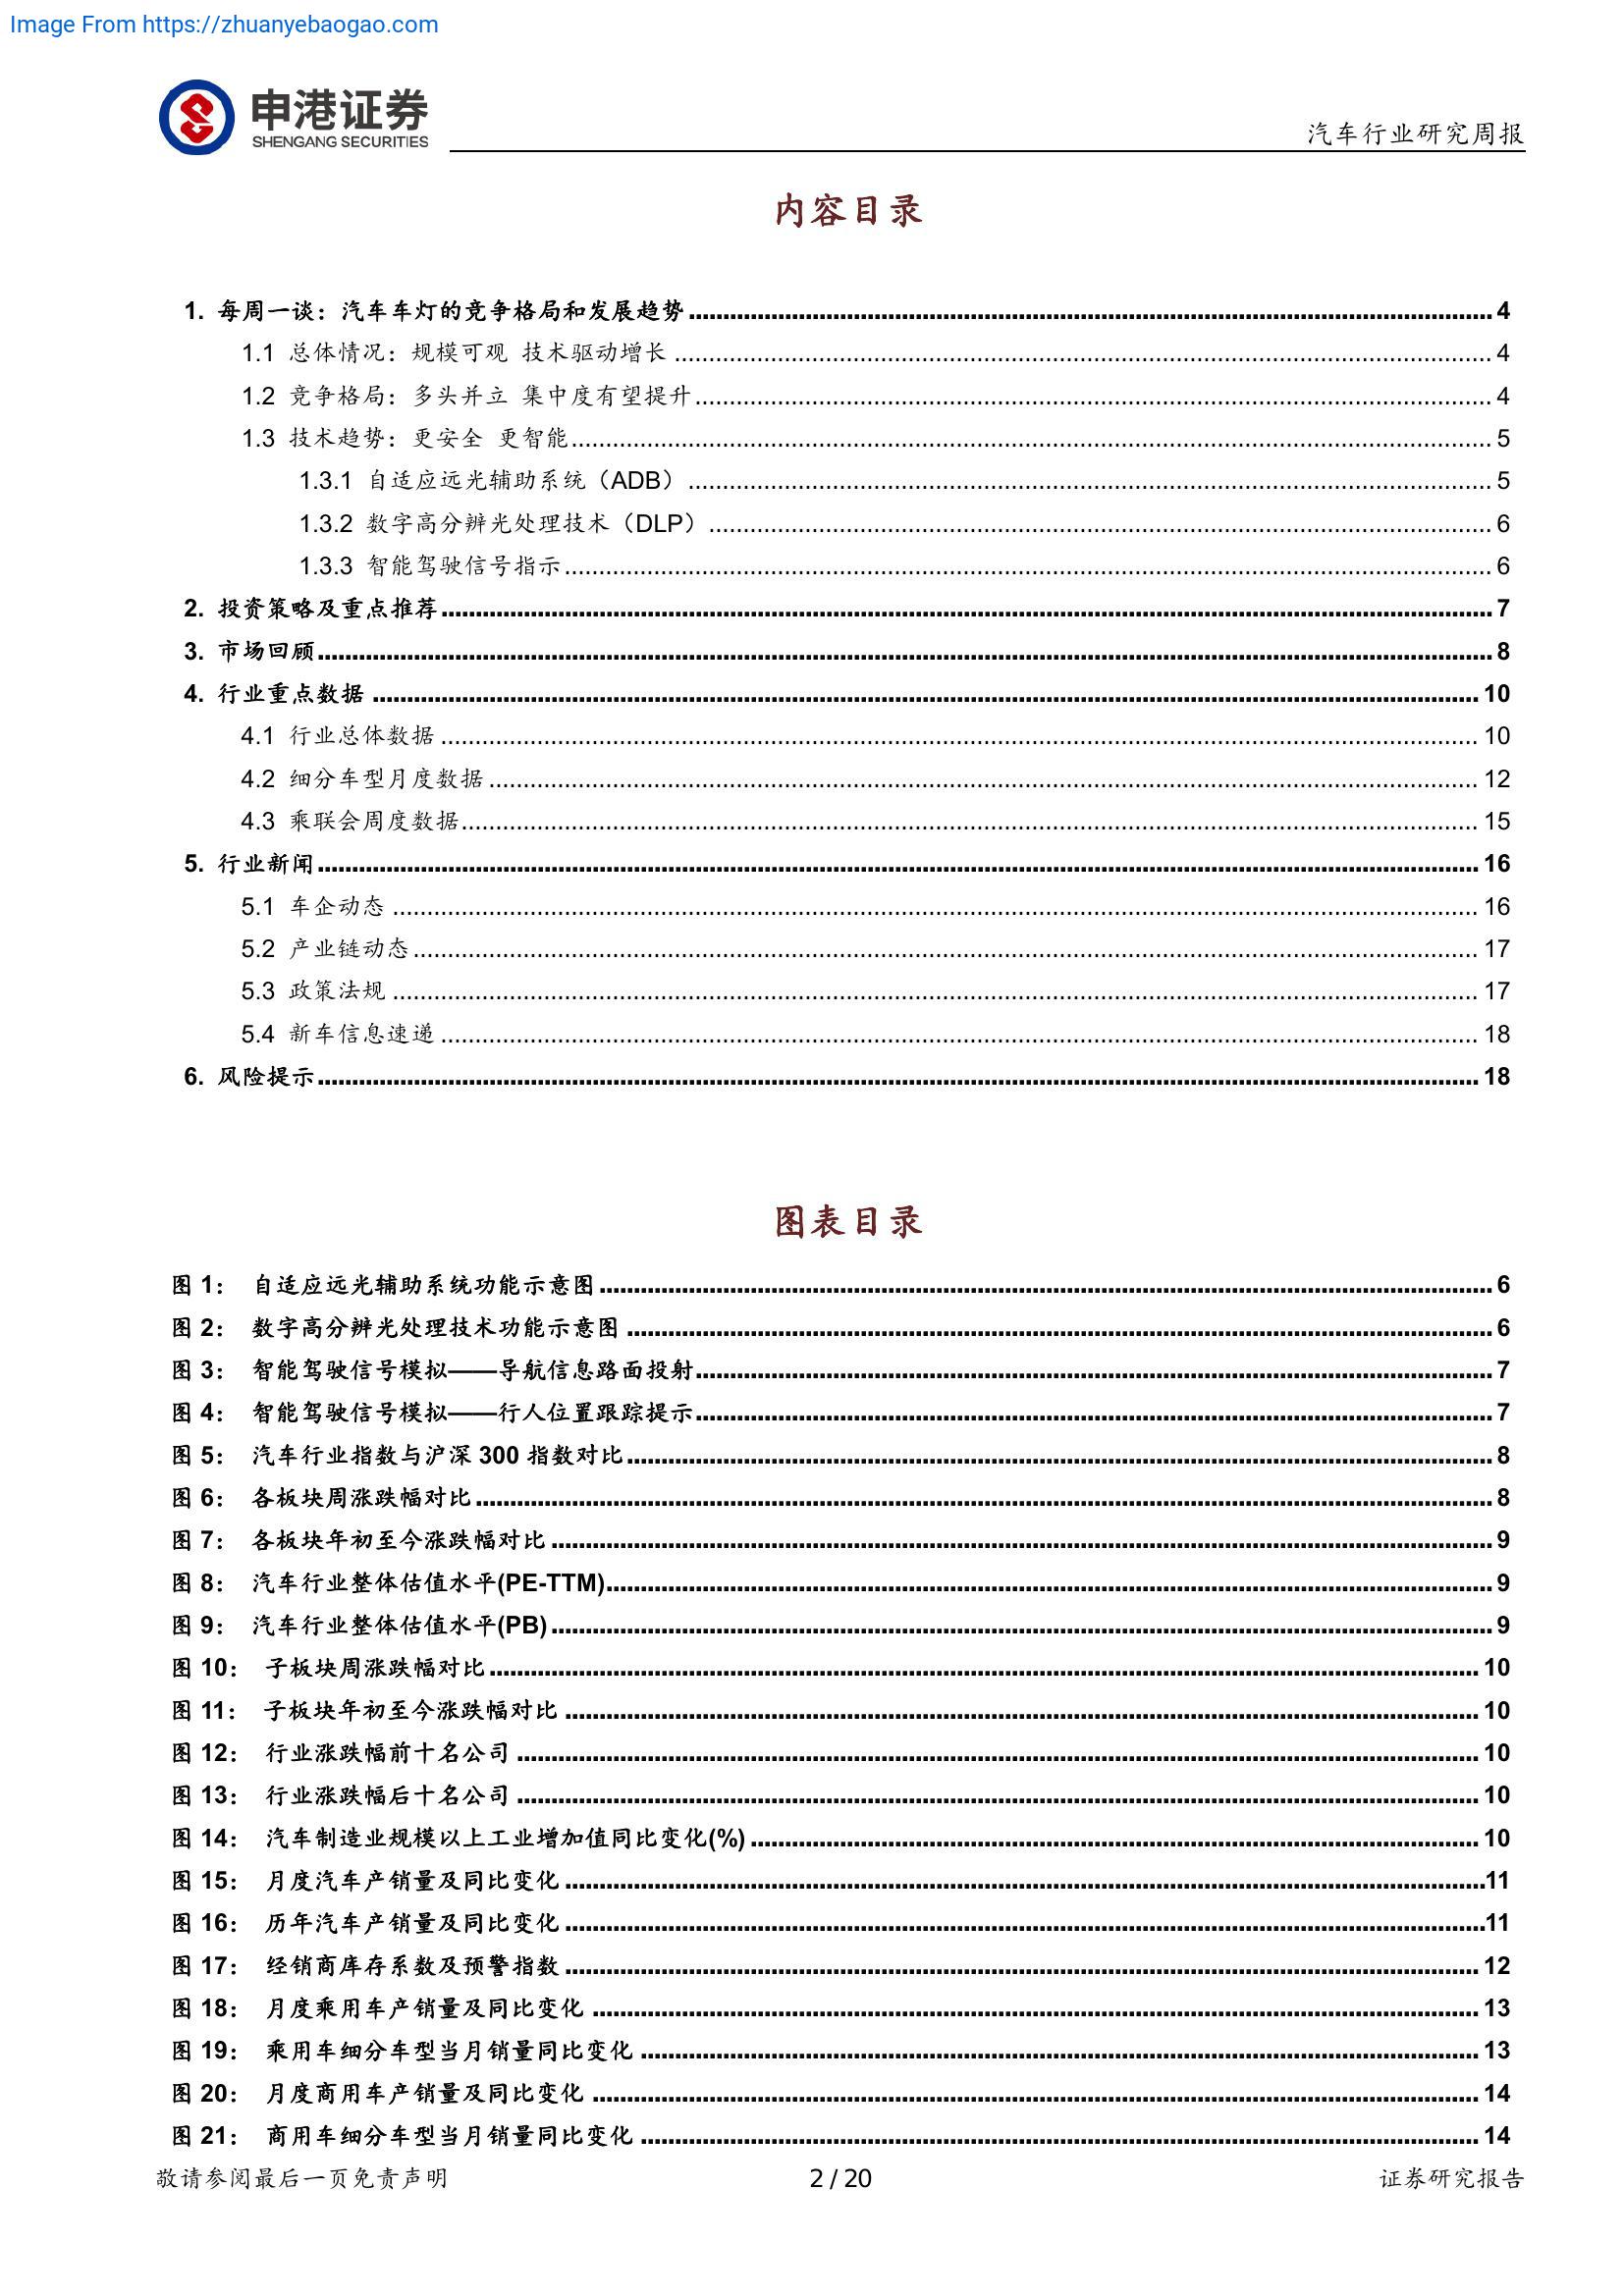 Image From https://zhuanyebaogao.com
申港证券
SHENGANG SECURITIES
汽车行业研究周报
内容目录
1. 每周一谈：汽车车灯的竞争格局和发展趋势 4
1.1 总体情况：规模可观 技术驱动增长 4
1.2 竞争格局：多头并立 集中度有望提升 4
1.3 技术趋势：更安全 更智能 5
1.3.1 自适应远光辅助系统（ADB） 5
1.3.2 数字高分辨光处理技术（DLP） 6
1.3.3 智能驾驶信号指示 6
2. 投资策略及重点推荐 7
3. 市场回顾 8
4. 行业重点数据 10
4.1 行业总体数据 10
4.2 细分车型月度数据 12
4.3 乘联会周度数据 15
5. 行业新闻 16
5.1 车企动态 16
5.2 产业链动态 17
5.3 政策法规 17
5.4 新车信息速递 18
6. 风险提示 18
图表目录
图 1： 自适应远光辅助系统功能示意图 6
图 2： 数字高分辨光处理技术功能示意图 6
图 3： 智能驾驶信号模拟——导航信息路面投射 7
图 4： 智能驾驶信号模拟——行人位置跟踪提示 7
图 5： 汽车行业指数与沪深 300 指数对比 8
图 6： 各板块周涨跌幅对比 8
图 7： 各板块年初至今涨跌幅对比 9
图 8： 汽车行业整体估值水平(PE-TTM) 9
图 9： 汽车行业整体估值水平(PB) 9
图 10： 子板块周涨跌幅对比 10
图 11： 子板块年初至今涨跌幅对比 10
图 12： 行业涨跌幅前十名公司 10
图 13： 行业涨跌幅后十名公司 10
图 14： 汽车制造业规模以上工业增加值同比变化(%) 10
图 15： 月度汽车产销量及同比变化 11
图 16： 历年汽车产销量及同比变化 11
图 17： 经销商库存系数及预警指数 12
图 18： 月度乘用车产销量及同比变化 13
图 19： 乘用车细分车型当月销量同比变化 13
图 20： 月度商用车产销量及同比变化 14
图 21： 商用车细分车型当月销量同比变化 14
敬请参阅最后一页免责声明
2 / 20
证券研究报告